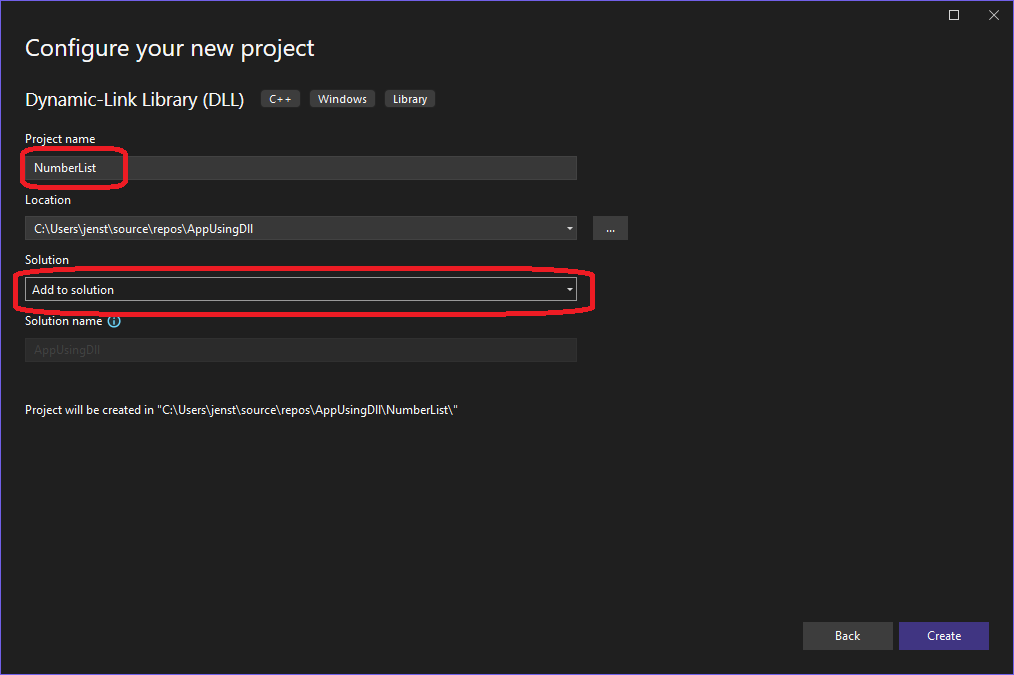 Configure your new project
Dynamic-Link Library (DLL) C++ Windows Library
Project name
NumberList
Location
C:\Users\jenst\source\repos\AppUsingDll
...
Solution
Add to solution
Solution name
AppUsingDll
Project will be created in "C:\Users\jenst\source\repos\AppUsingDll\NumberList\"
Back Create